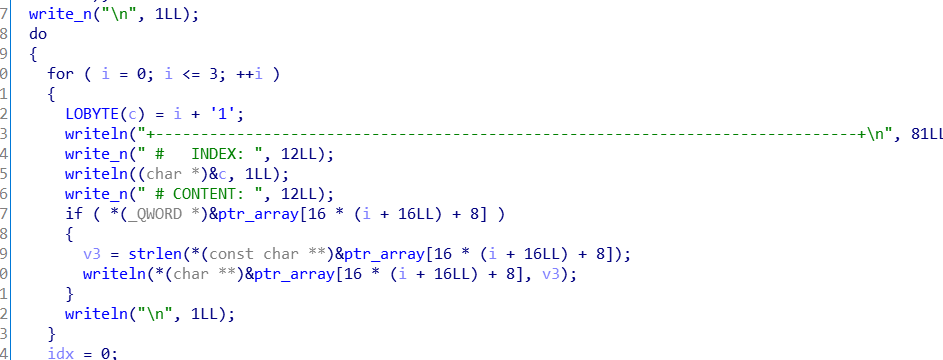 7 write_n("\n", 1LL);
8 do
9 {
0 for ( i = 0; i <= 3; ++i )
1 {
2 LOBYTE(c) = i + '1';
3 writeln("+------------------------------------------------------------------------------+\n", 81LL
4 write_n(" #   INDEX: ", 12LL);
5 writeln((char *)&c, 1LL);
6 write_n(" # CONTENT: ", 12LL);
7 if ( *(_QWORD *)&ptr_array[16 * (i + 16LL) + 8] )
8 {
9 v3 = strlen(*(const char **)&ptr_array[16 * (i + 16LL) + 8]);
0 writeln(*(char **)&ptr_array[16 * (i + 16LL) + 8], v3);
1 }
2 writeln("\n", 1LL);
3 }
4 idx = 0;